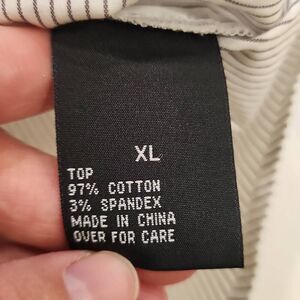 XL
TOP
97% COTTON
3% SPANDEX
MADE IN CHINA
OVER FOR CARE